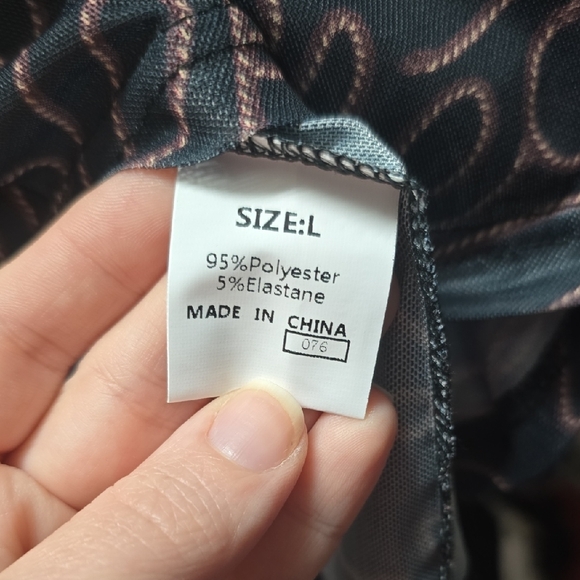 SIZE:L
95%Polyester
5%Elastane
MADE IN CHINA
076